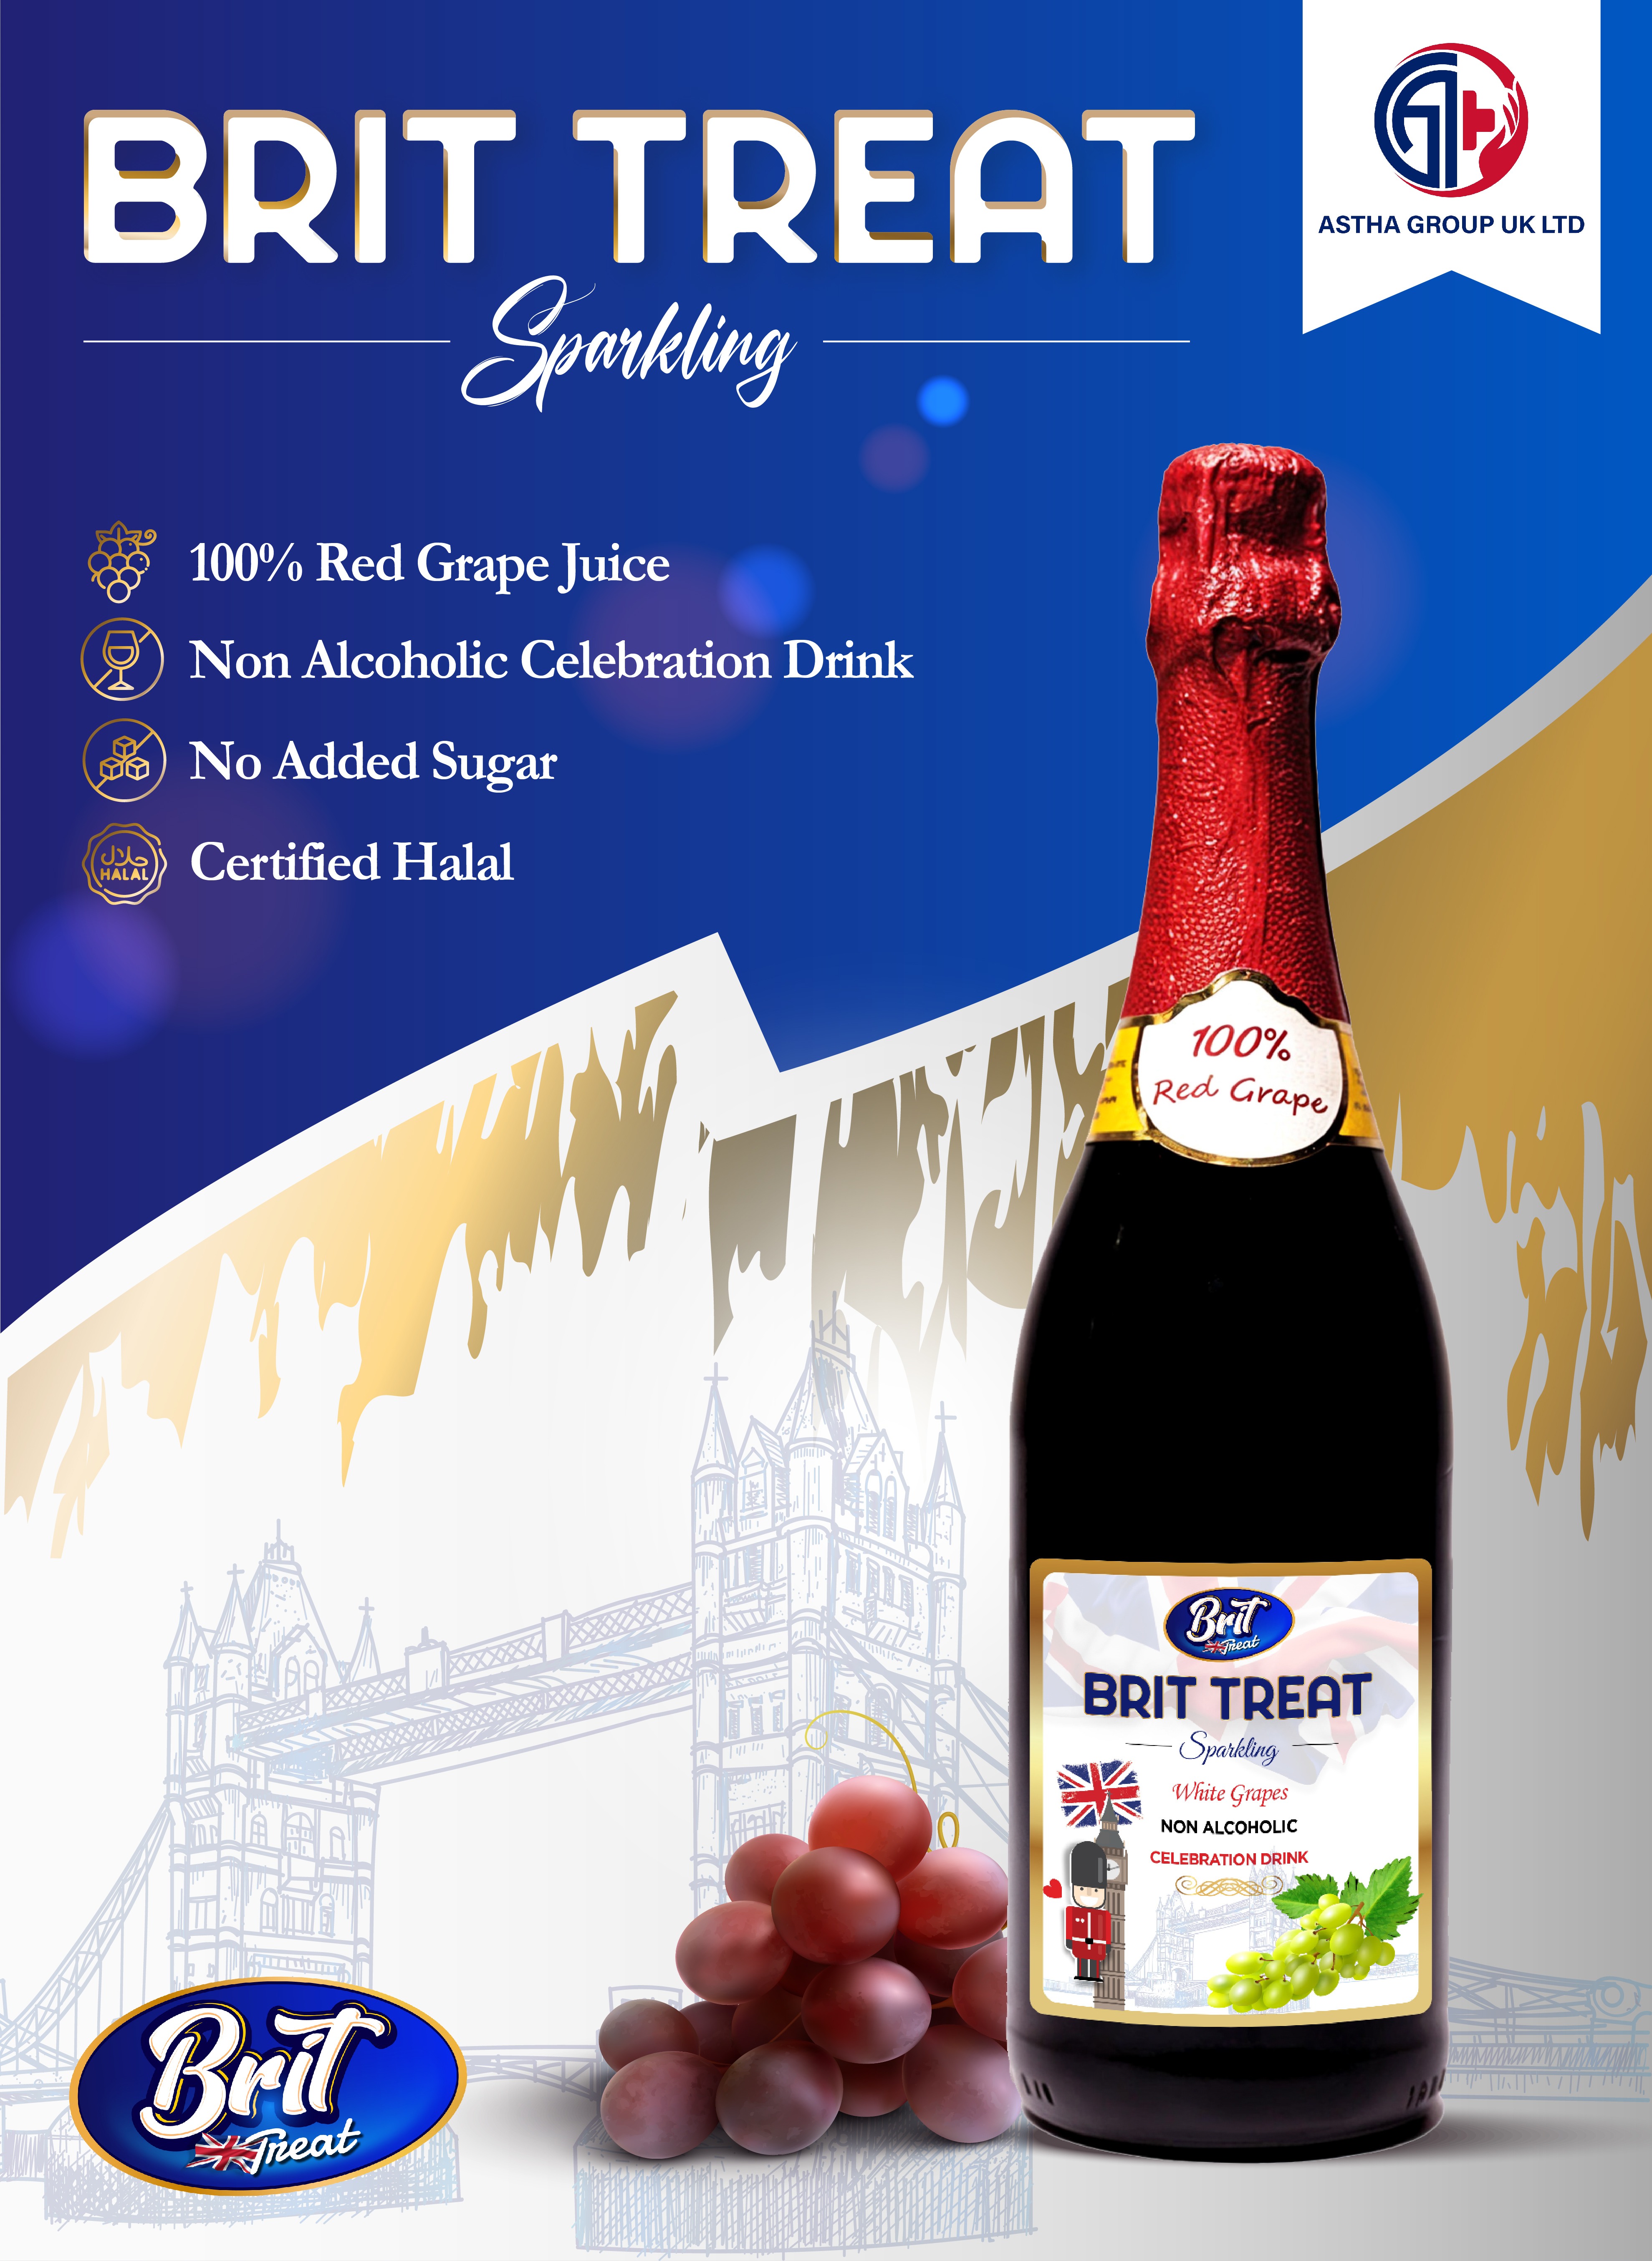 BRIT TREAT
Sparkling
ASTHA GROUP UK LTD
100% Red Grape Juice
Non Alcoholic Celebration Drink
No Added Sugar
حلال
HALAL
Certified Halal
100%
Red Grape
Brit
Treat
BRIT TREAT
Sparkling
White Grapes
NON ALCOHOLIC
CELEBRATION DRINK
Brit
Treat